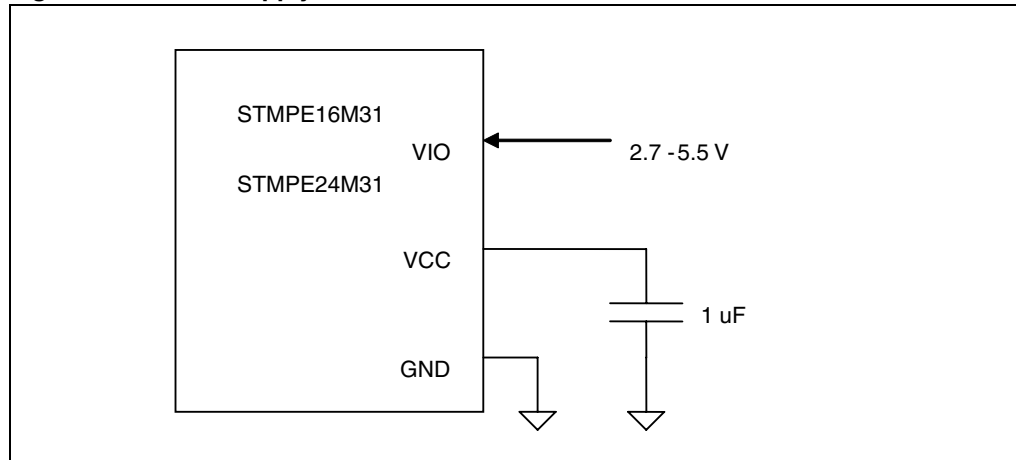 STMPE16M31
VIO
2.7 - 5.5 V
STMPE24M31
VCC
1 uF
GND